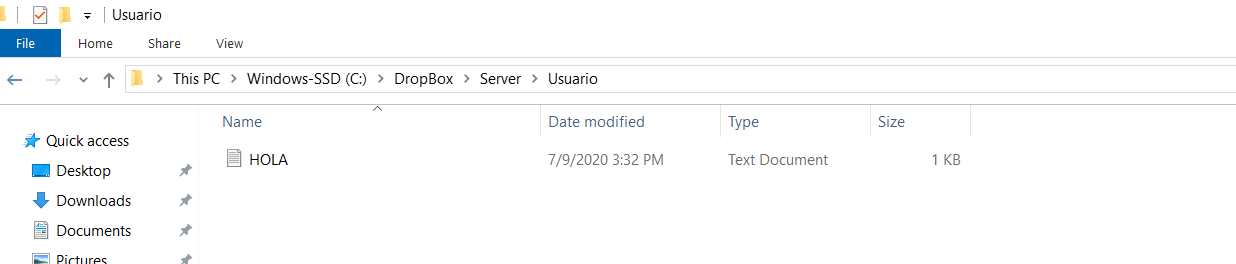 Usuario
File Home Share View
This PC Windows-SSD (C:) DropBox Server Usuario
Name Date modified Type Size
Quick access
HOLA 7/9/2020 3:32 PM Text Document 1 KB
Desktop
Downloads
Documents
Pictures